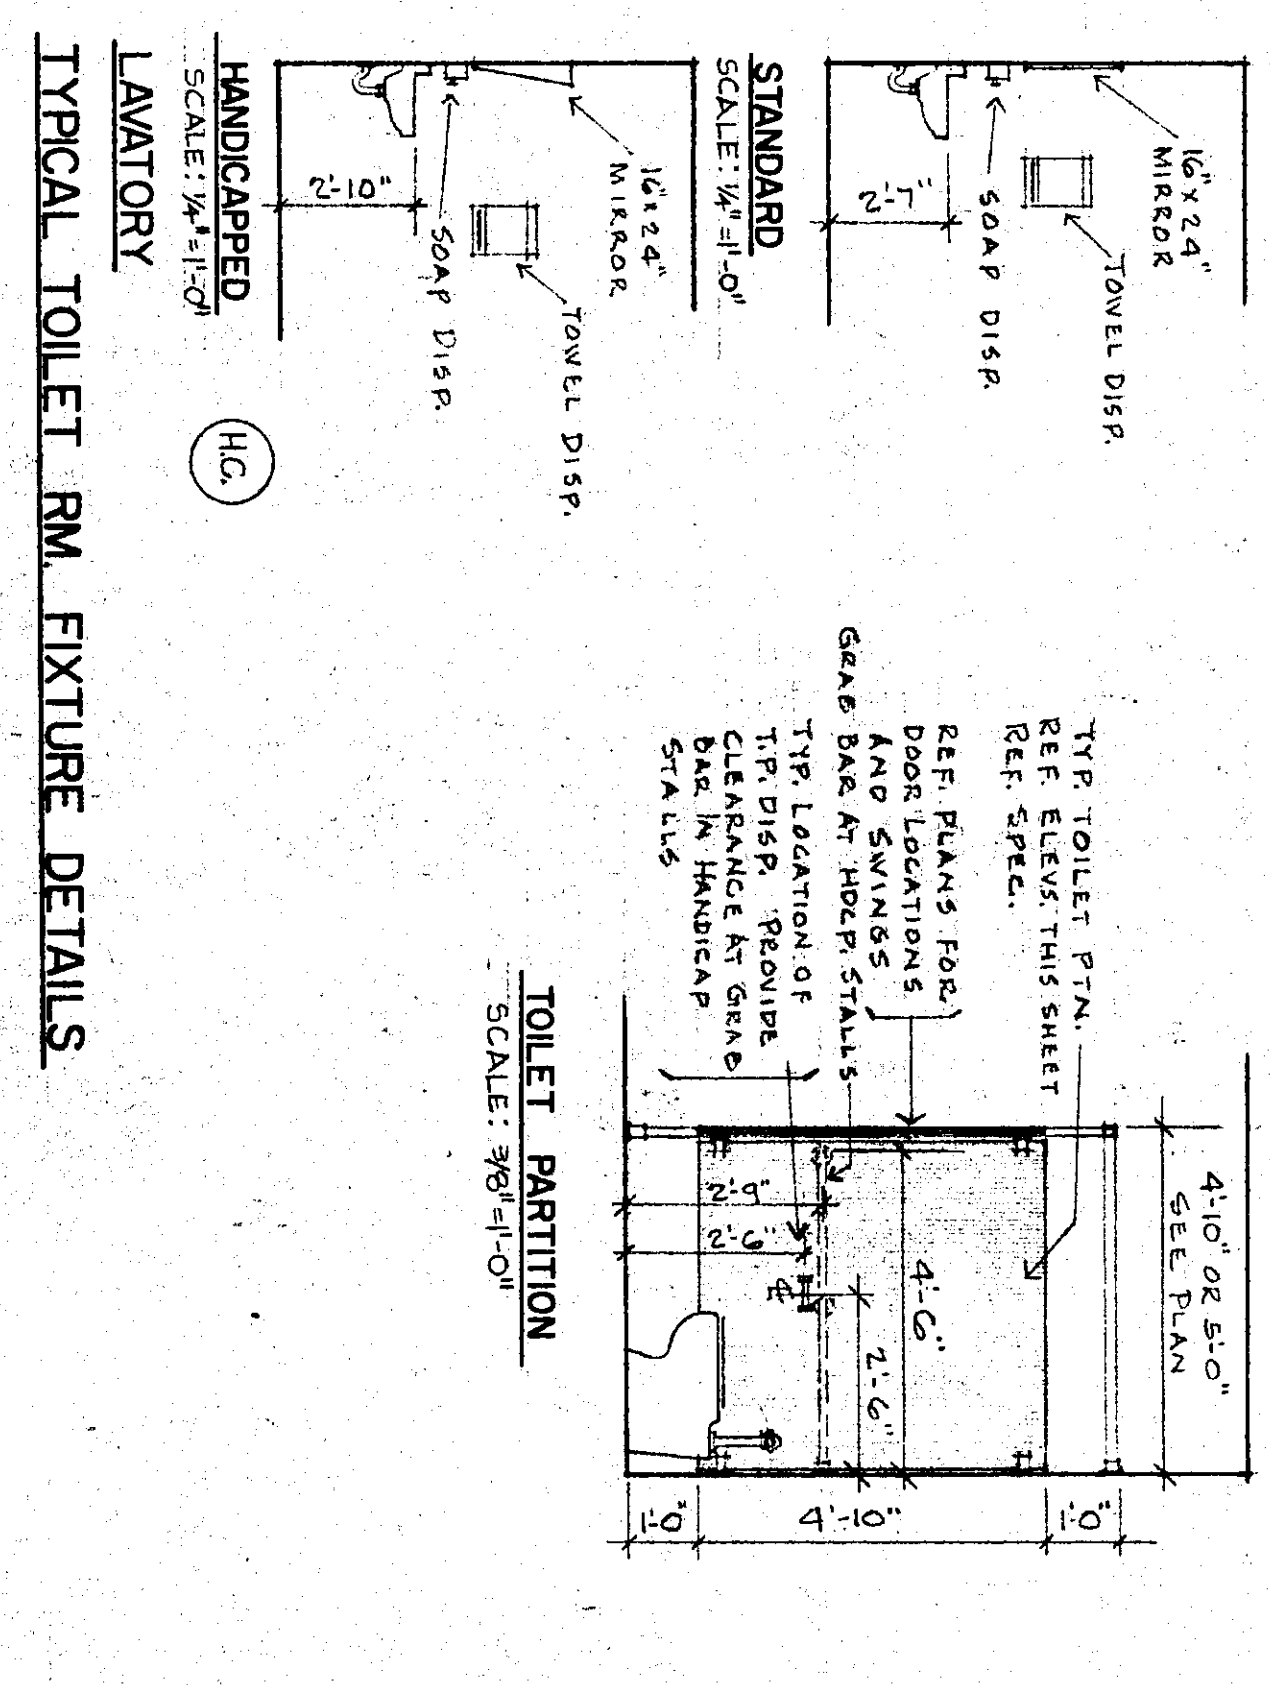 16" x 24"
MIRROR
TOWEL DISP.
SOAP DISP.
2'-7"
STANDARD
SCALE: 1/4"=1'-0"
16" x 24"
MIRROR
TOWEL DISP.
SOAP DISP.
2'-10"
HANDICAPPED
SCALE: 1/4"=1'-0"
H.C.
LAVATORY
4'-10" OR 5'-0"
SEE PLAN
TYP. TOILET PTN.
REF. ELEVS. THIS SHEET
REF. SPEC.
REF. PLANS FOR
DOOR LOCATIONS
AND SWINGS
GRAB BAR AT HDCP. STALLS
TYP. LOCATION OF
T.P. DISP. PROVIDE
CLEARANCE AT GRAB
BAR IN HANDICAP
STALLS
4'-6"
2'-6"
2'-9"
2'-6"
1'-0"
4'-10"
1'-0"
TOILET PARTITION
SCALE: 3/8"=1'-0"
TYPICAL TOILET RM. FIXTURE DETAILS